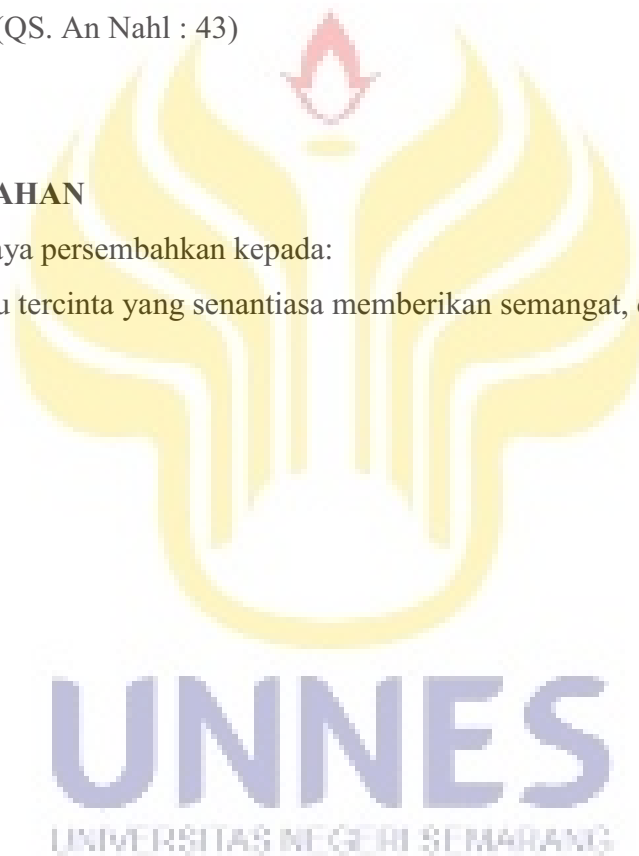 (QS. An Nahl : 43)
AHAN
aya persembahkan kepada:
u tercinta yang senantiasa memberikan semangat,
UNNES
UNIVERSITAS NEGERI SEMARANG